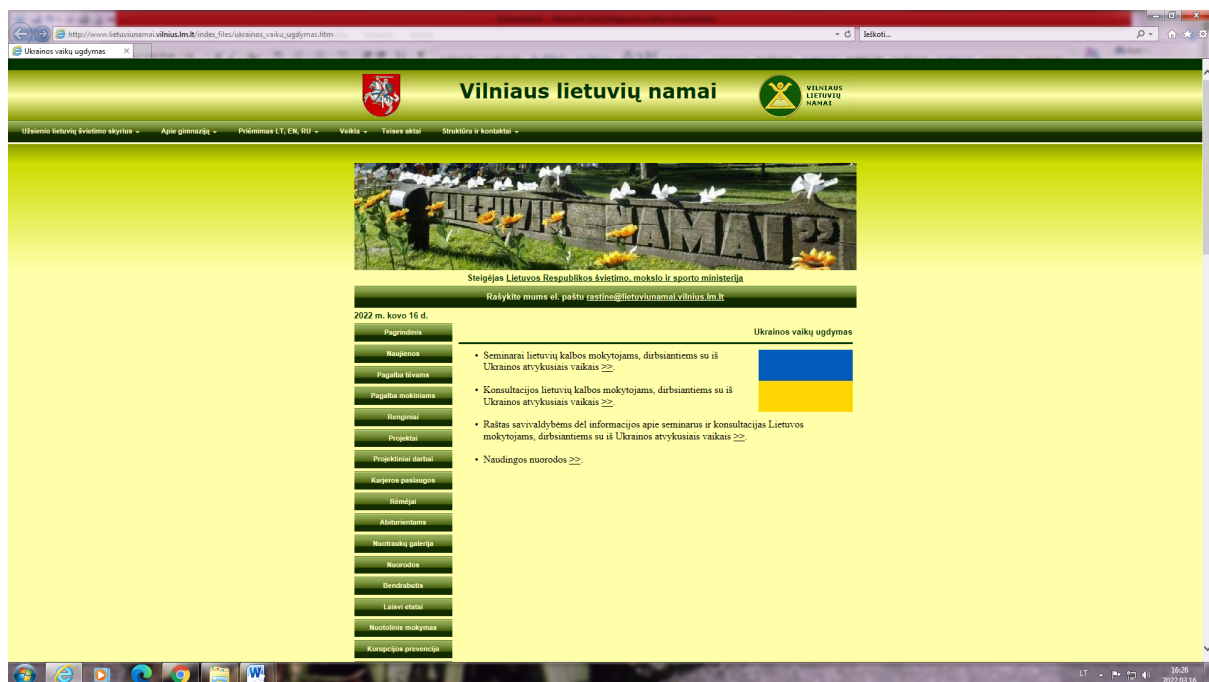 http://www.lietuviunamai.vilnius.lm.lt/index_files/ukrainos_vaiku_ugdymas.htm
Ieškoti...
Ukrainos vaikų ugdymas
Vilniaus lietuvių namai
VILNIAUS
LIETUVIŲ
NAMAI
Užsienio lietuvių švietimo skyrius
Apie gimnaziją
Priėmimas LT, EN, RU
Veikla
Teisės aktai
Struktūra ir kontaktai
LIETUVIŲ NAMAI
Steigėjas Lietuvos Respublikos švietimo, mokslo ir sporto ministerija
Rašykite mums el. paštu rastine@lietuviunamai.vilnius.lm.lt
2022 m. kovo 16 d.
Pagrindinis
Naujienos
Pagalba tėvams
Pagalba mokiniams
Renginiai
Projektai
Projektiniai darbai
Karjeros paslaugos
Rėmėjai
Abiturientams
Nuotraukų galerija
Nuorodos
Bendrabutis
Laisvi etatai
Nuotolinis mokymas
Korupcijos prevencija
Ukrainos vaikų ugdymas
• Seminarai lietuvių kalbos mokytojams, dirbsiantiems su iš
Ukrainos atvykusiais vaikais >>.
• Konsultacijos lietuvių kalbos mokytojams, dirbsiantiems su iš
Ukrainos atvykusiais vaikais >>.
• Raštas savivaldybėms dėl informacijos apie seminarus ir konsultacijas Lietuvos
mokytojams, dirbsiantiems su iš Ukrainos atvykusiais vaikais >>.
• Naudingos nuorodos >>.
LT
16:26
2022.03.16